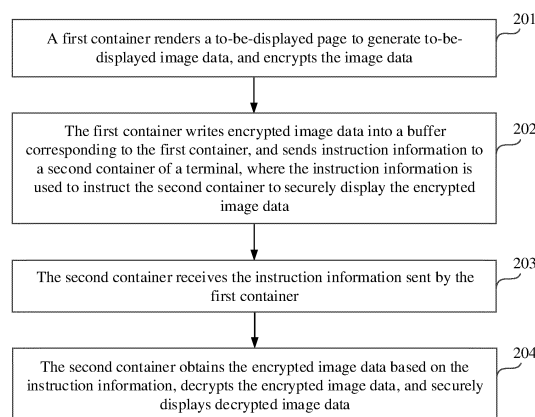 201
A first container renders a to-be-displayed page to generate to-be-
displayed image data, and encrypts the image data
202
The first container writes encrypted image data into a buffer
corresponding to the first container, and sends instruction information to
a second container of a terminal, where the instruction information is
used to instruct the second container to securely display the encrypted
image data
203
The second container receives the instruction information sent by the
first container
204
The second container obtains the encrypted image data based on the
instruction information, decrypts the encrypted image data, and securely
displays decrypted image data